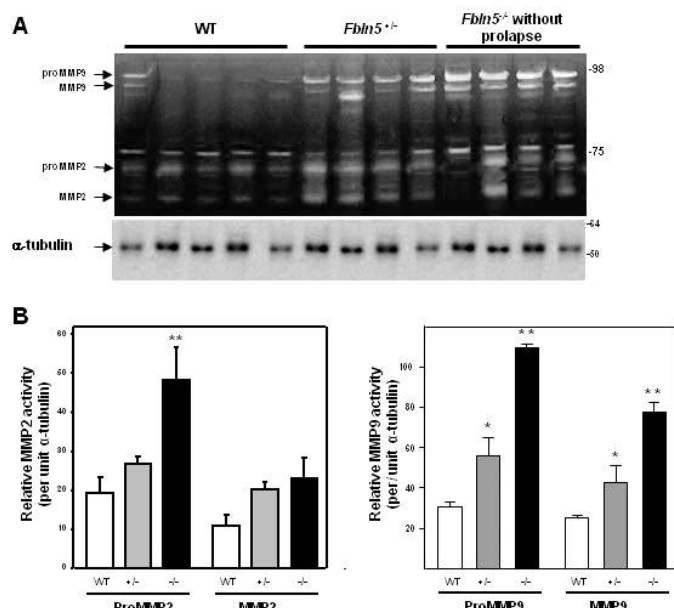 A
WT
Fbln5 +/-
Fbln5-/- without
prolapse
proMMP9
MMP9
proMMP2
MMP2
-98
-75
-64
-50
α-tubulin
B
Relative MMP2 activity
(per unit α-tubulin)
60
50
40
30
20
10
0
**
WT +/- -/- WT +/- -/-
ProMMP2 MMP2
Relative MMP9 activity
(per/ unit α-tubulin)
100
80
60
40
20
* ** * **
WT +/- -/- WT +/- -/-
ProMMP9 MMP9